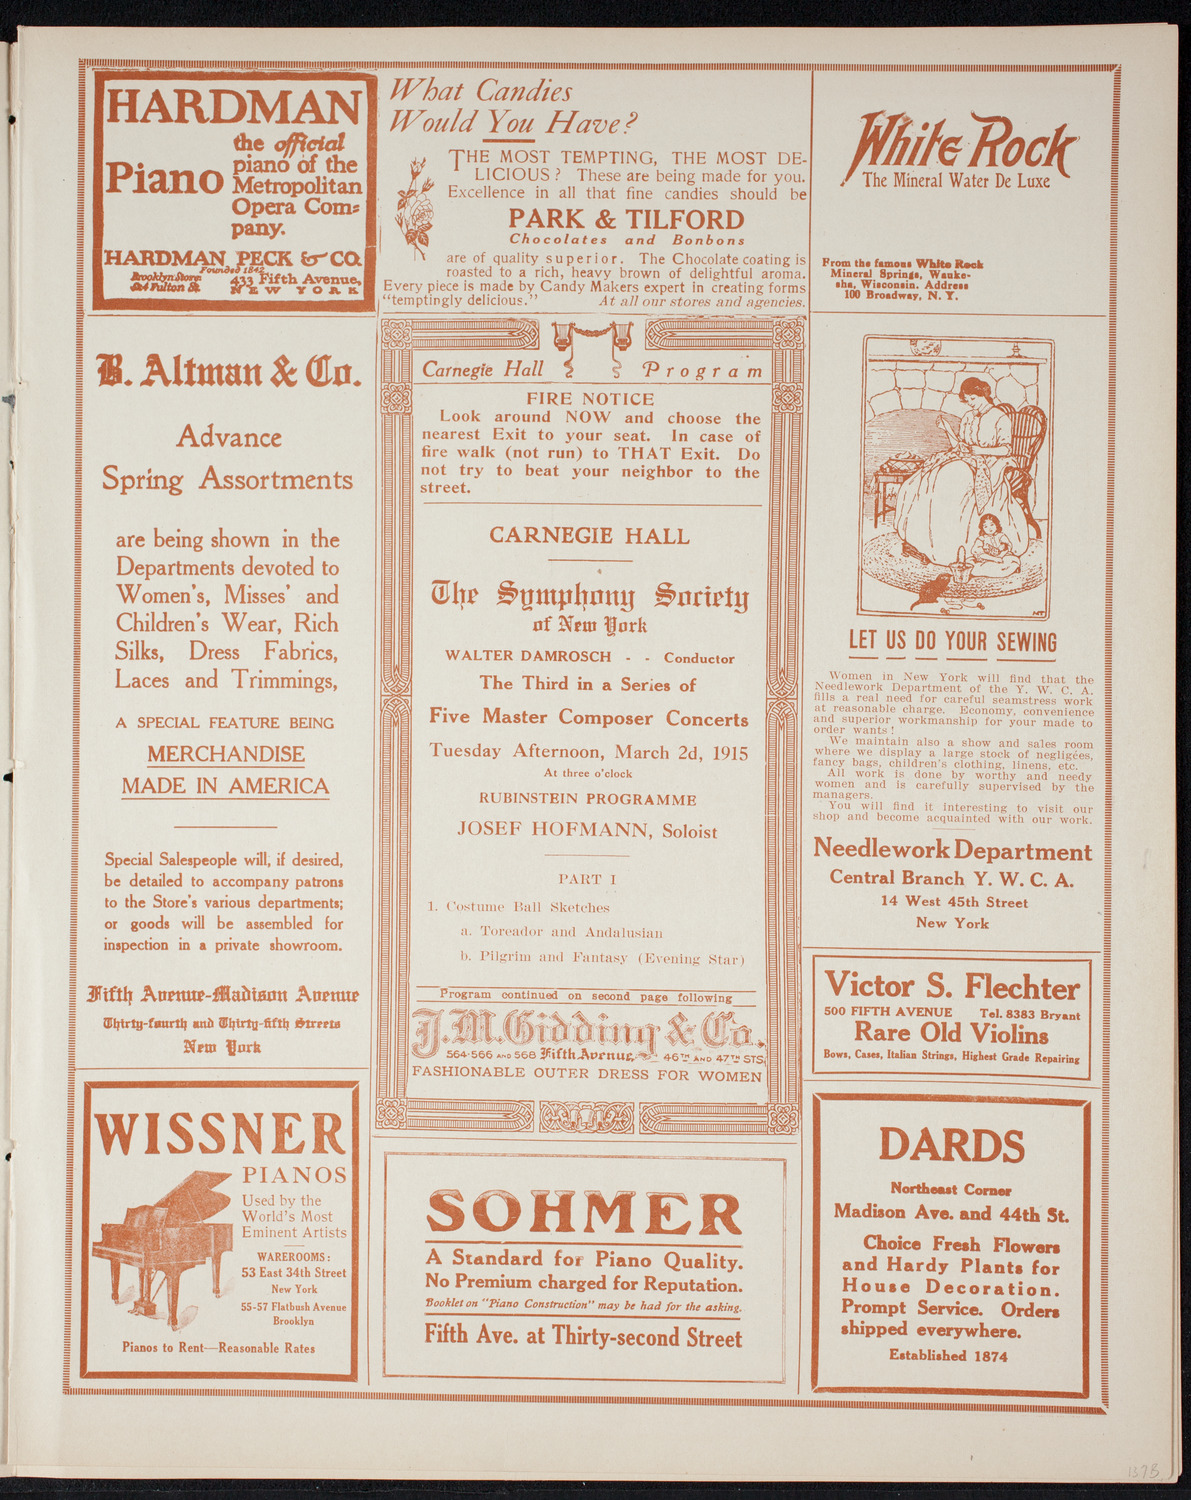 HARDMAN
Piano
the official
piano of the
Metropolitan
Opera Com=
pany.
HARDMAN, PECK & CO.
Founded 1842
Brooklyn Store:
524 Fulton St.
433 Fifth Avenue,
NEW YORK
What Candies
Would You Have?
THE MOST TEMPTING, THE MOST DE-
LICIOUS? These are being made for you.
Excellence in all that fine candies should be
PARK & TILFORD
Chocolates and Bonbons
are of quality superior. The Chocolate coating is
roasted to a rich, heavy brown of delightful aroma.
Every piece is made by Candy Makers expert in creating forms
"temptingly delicious." At all our stores and agencies.
White Rock
The Mineral Water De Luxe
From the famous White Rock
Mineral Springs, Wauke-
sha, Wisconsin. Address
100 Broadway, N. Y.
B. Altman & Co.
Advance
Spring Assortments
are being shown in the
Departments devoted to
Women's, Misses' and
Children's Wear, Rich
Silks, Dress Fabrics,
Laces and Trimmings,
A SPECIAL FEATURE BEING
MERCHANDISE
MADE IN AMERICA
Special Salespeople will, if desired,
be detailed to accompany patrons
to the Store's various departments;
or goods will be assembled for
inspection in a private showroom.
Fifth Avenue-Madison Avenue
Thirty-fourth and Thirty-fifth Streets
New York
Carnegie Hall Program
FIRE NOTICE
Look around NOW and choose the
nearest Exit to your seat. In case of
fire walk (not run) to THAT Exit. Do
not try to beat your neighbor to the
street.
CARNEGIE HALL
The Symphony Society
of New York
WALTER DAMROSCH - - Conductor
The Third in a Series of
Five Master Composer Concerts
Tuesday Afternoon, March 2d, 1915
At three o'clock
RUBINSTEIN PROGRAMME
JOSEF HOFMANN, Soloist
PART I
1. Costume Ball Sketches
a. Toreador and Andalusian
b. Pilgrim and Fantasy (Evening Star)
Program continued on second page following
J.M. Gidding & Co.
564-566 AND 568 Fifth Avenue, 46TH AND 47TH STS.
FASHIONABLE OUTER DRESS FOR WOMEN
LET US DO YOUR SEWING
Women in New York will find that the
Needlework Department of the Y. W. C. A.
fills a real need for careful seamstress work
at reasonable charge. Economy, convenience
and superior workmanship for your made to
order wants!
We maintain also a show and sales room
where we display a large stock of negligées,
fancy bags, children's clothing, linens, etc.
All work is done by worthy and needy
women and is carefully supervised by the
managers.
You will find it interesting to visit our
shop and become acquainted with our work.
Needlework Department
Central Branch Y. W. C. A.
14 West 45th Street
New York
Victor S. Flechter
500 FIFTH AVENUE Tel. 8383 Bryant
Rare Old Violins
Bows, Cases, Italian Strings, Highest Grade Repairing
WISSNER
PIANOS
Used by the
World's Most
Eminent Artists
WAREROOMS:
53 East 34th Street
New York
55-57 Flatbush Avenue
Brooklyn
Pianos to Rent—Reasonable Rates
SOHMER
A Standard for Piano Quality.
No Premium charged for Reputation.
Booklet on "Piano Construction" may be had for the asking.
Fifth Ave. at Thirty-second Street
DARDS
Northeast Corner
Madison Ave. and 44th St.
Choice Fresh Flowers
and Hardy Plants for
House Decoration.
Prompt Service. Orders
shipped everywhere.
Established 1874
137B